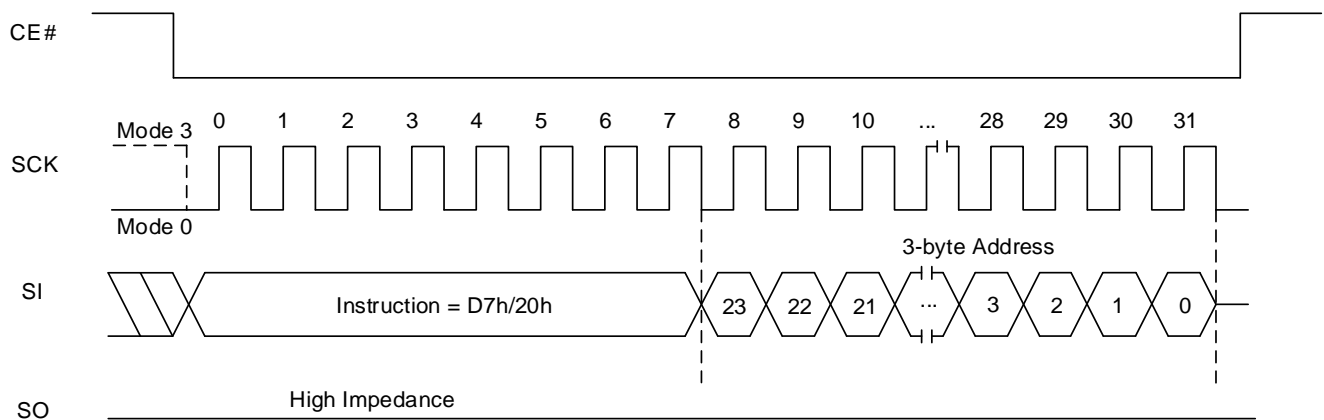 CE#
Mode 3
0 1 2 3 4 5 6 7 8 9 10 ... 28 29 30 31
SCK
Mode 0
3-byte Address
SI
Instruction = D7h/20h
23 22 21 ... 3 2 1 0
High Impedance
SO